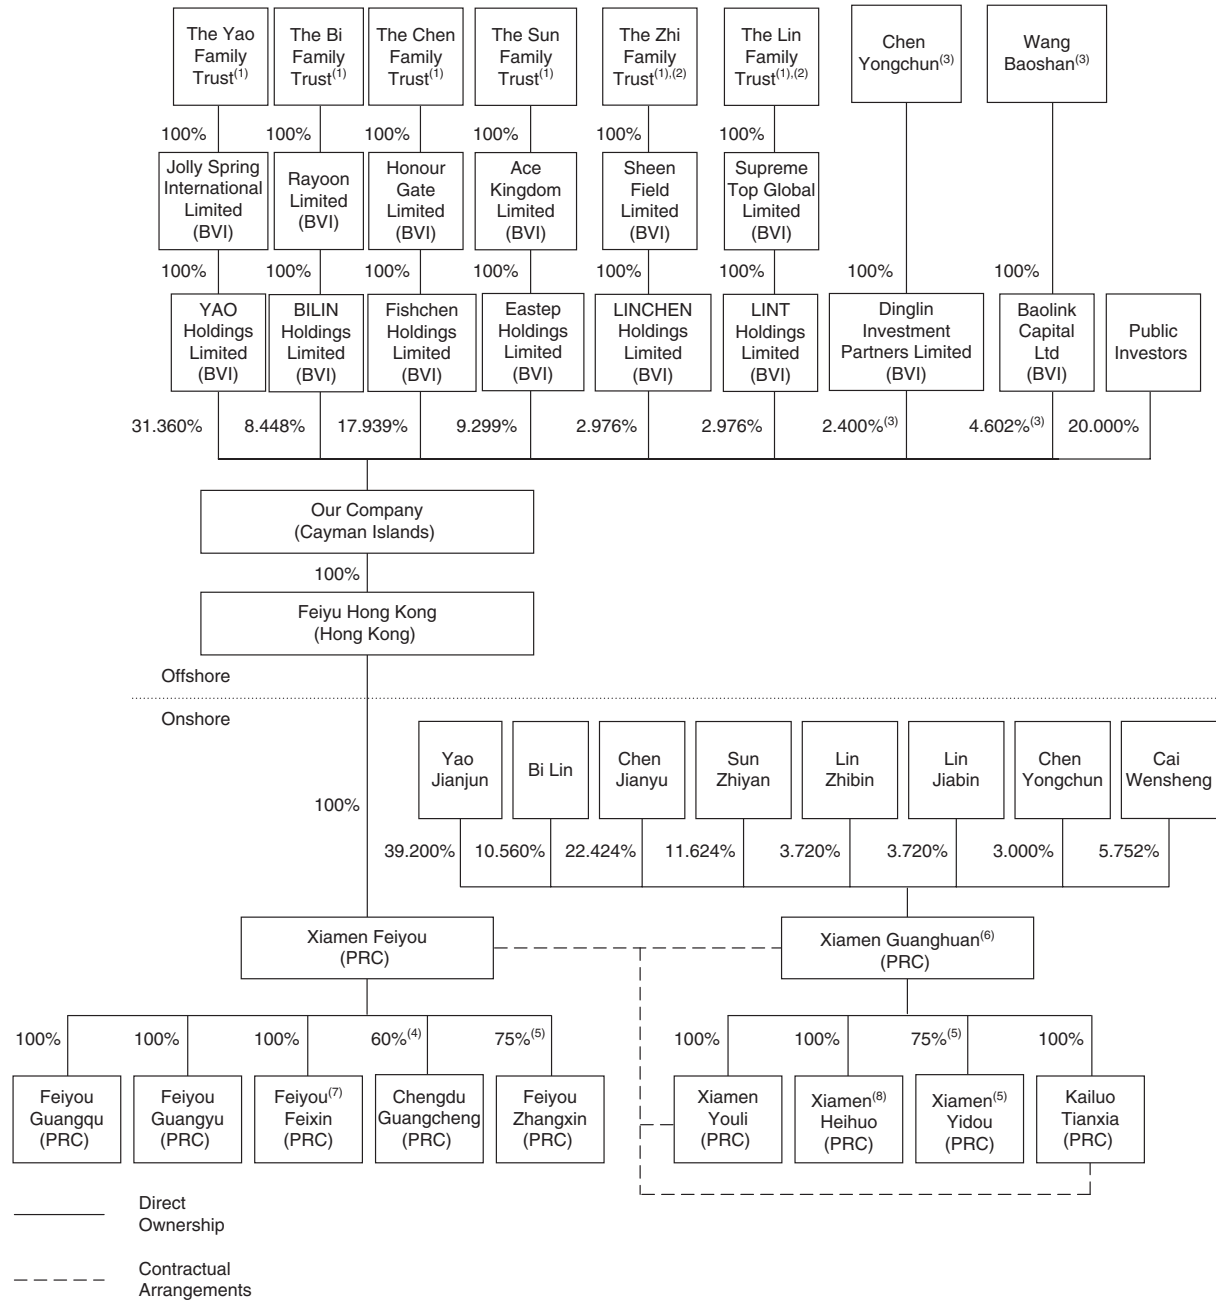 The Yao
Family
Trust(1)
The Bi
Family
Trust(1)
The Chen
Family
Trust(1)
The Sun
Family
Trust(1)
The Zhi
Family
Trust(1),(2)
The Lin
Family
Trust(1),(2)
Chen
Yongchun(3)
Wang
Baoshan(3)
100%
100%
100%
100%
100%
100%
Jolly Spring
International
Limited
(BVI)
Rayoon
Limited
(BVI)
Honour
Gate
Limited
(BVI)
Ace
Kingdom
Limited
(BVI)
Sheen
Field
Limited
(BVI)
Supreme
Top Global
Limited
(BVI)
100%
100%
100%
100%
100%
100%
100%
100%
YAO
Holdings
Limited
(BVI)
BILIN
Holdings
Limited
(BVI)
Fishchen
Holdings
Limited
(BVI)
Eastep
Holdings
Limited
(BVI)
LINCHEN
Holdings
Limited
(BVI)
LINT
Holdings
Limited
(BVI)
Dinglin
Investment
Partners Limited
(BVI)
Baolink
Capital
Ltd
(BVI)
Public
Investors
31.360%
8.448%
17.939%
9.299%
2.976%
2.976%
2.400%(3)
4.602%(3)
20.000%
Our Company
(Cayman Islands)
100%
Feiyu Hong Kong
(Hong Kong)
Offshore
Onshore
100%
Yao
Jianjun
Bi Lin
Chen
Jianyu
Sun
Zhiyan
Lin
Zhibin
Lin
Jiabin
Chen
Yongchun
Cai
Wensheng
39.200%
10.560%
22.424%
11.624%
3.720%
3.720%
3.000%
5.752%
Xiamen Feiyou
(PRC)
Xiamen Guanghuan(6)
(PRC)
100%
100%
100%
60%(4)
75%(5)
100%
100%
75%(5)
100%
Feiyou
Guangqu
(PRC)
Feiyou
Guangyu
(PRC)
Feiyou(7)
Feixin
(PRC)
Chengdu
Guangcheng
(PRC)
Feiyou
Zhangxin
(PRC)
Xiamen
Youli
(PRC)
Xiamen(8)
Heihuo
(PRC)
Xiamen(5)
Yidou
(PRC)
Kailuo
Tianxia
(PRC)
Direct
Ownership
Contractual
Arrangements